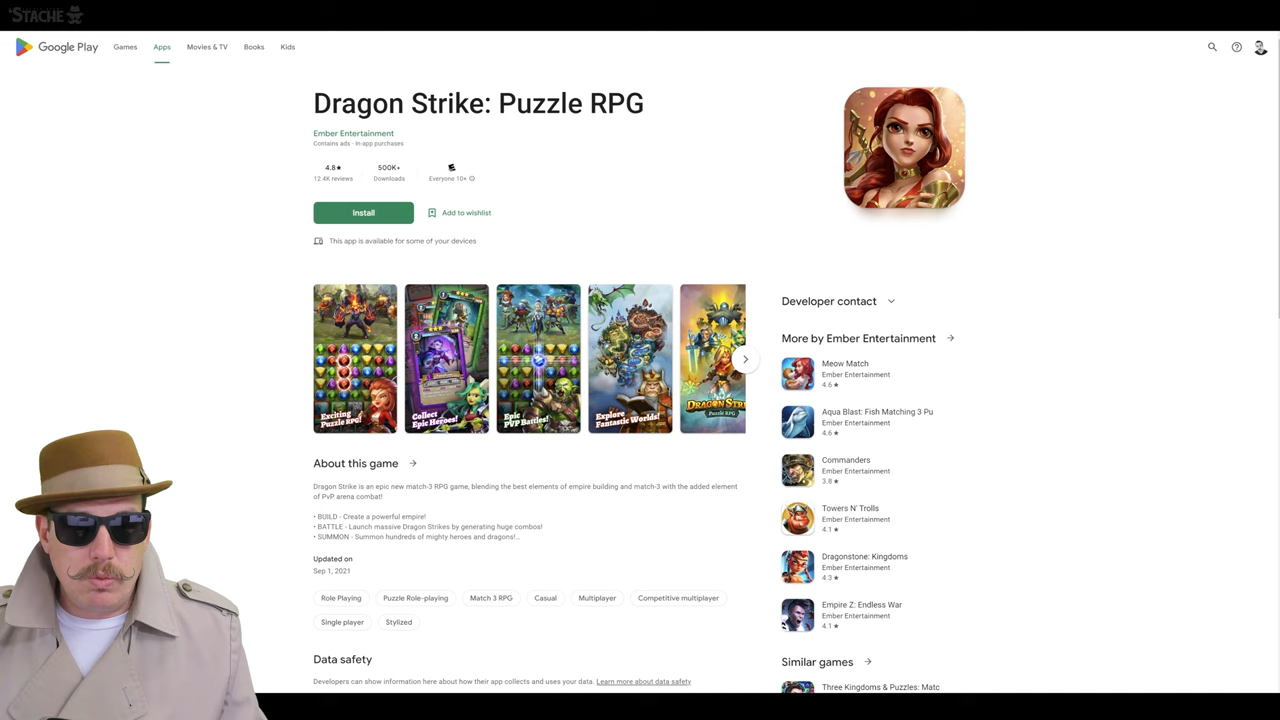 STACHE
Google Play
Games
Apps
Movies & TV
Books
Kids
Dragon Strike: Puzzle RPG
Ember Entertainment
Contains ads · In-app purchases
4.8★
12.4K reviews
500K+
Downloads
E
Everyone 10+
Install
Add to wishlist
This app is available for some of your devices
Exciting
Puzzle RPG!
Collect
Epic Heroes!
Epic
PVP Battles!
Explore
Fantastic Worlds!
DRAGON STRI
Puzzle RPG
About this game
Dragon Strike is an epic new match-3 RPG game, blending the best elements of empire building and match-3 with the added element
of PvP arena combat!
• BUILD - Create a powerful empire!
• BATTLE - Launch massive Dragon Strikes by generating huge combos!
• SUMMON - Summon hundreds of mighty heroes and dragons!...
Updated on
Sep 1, 2021
Role Playing
Puzzle Role-playing
Match 3 RPG
Casual
Multiplayer
Competitive multiplayer
Single player
Stylized
Data safety
Developers can show information here about how their app collects and uses your data. Learn more about data safety
Developer contact
More by Ember Entertainment
Meow Match
Ember Entertainment
4.6★
Aqua Blast: Fish Matching 3 Pu
Ember Entertainment
4.6★
Commanders
Ember Entertainment
3.8★
Towers N' Trolls
Ember Entertainment
4.1★
Dragonstone: Kingdoms
Ember Entertainment
4.3★
Empire Z: Endless War
Ember Entertainment
4.1★
Similar games
Three Kingdoms & Puzzles: Matc